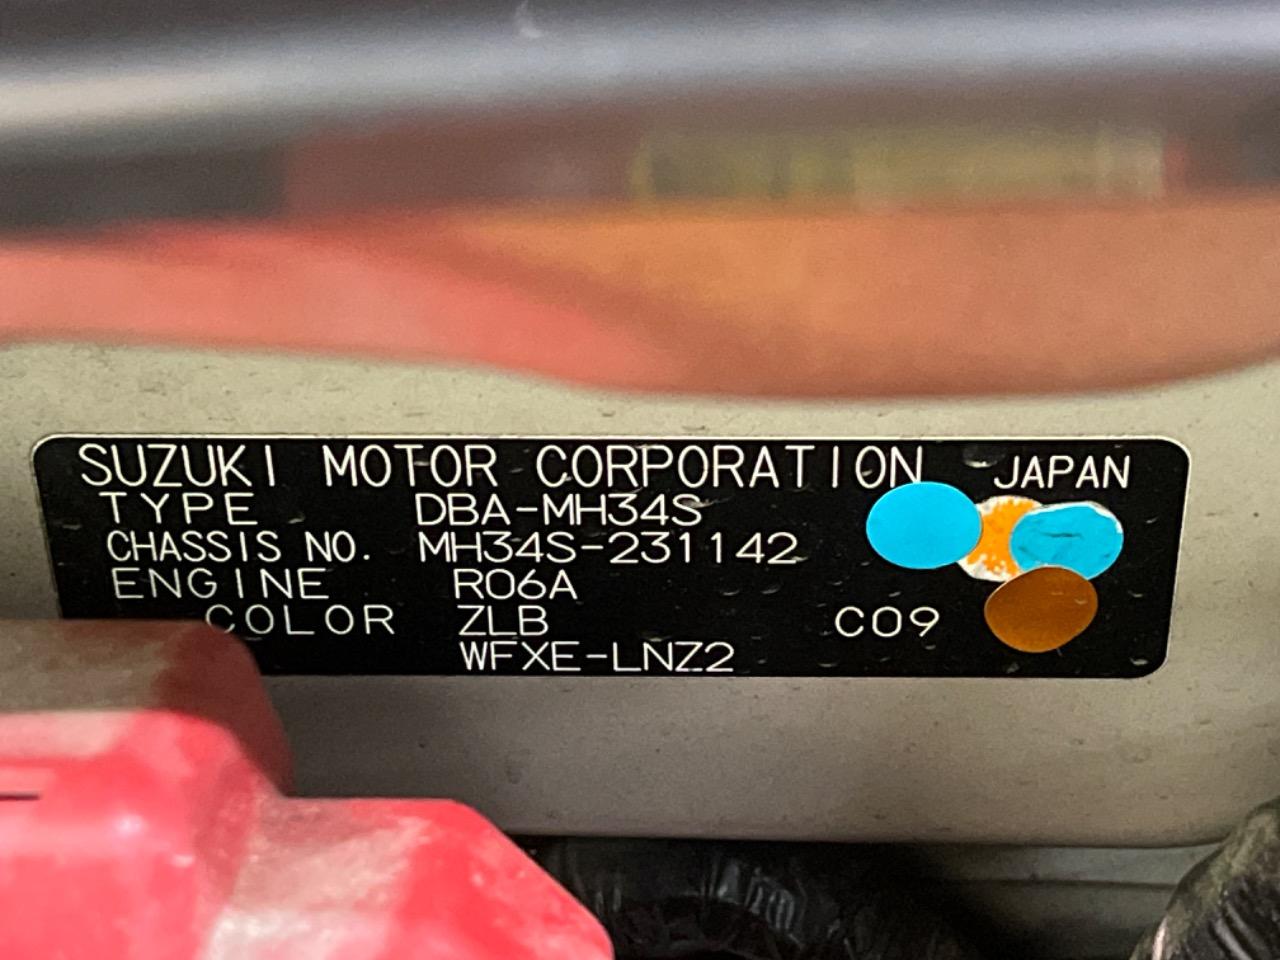 SUZUKI MOTOR CORPORATION JAPAN
TYPE DBA-MH34S
CHASSIS NO. MH34S-231142
ENGINE R06A
COLOR ZLB C09
WFXE-LNZ2